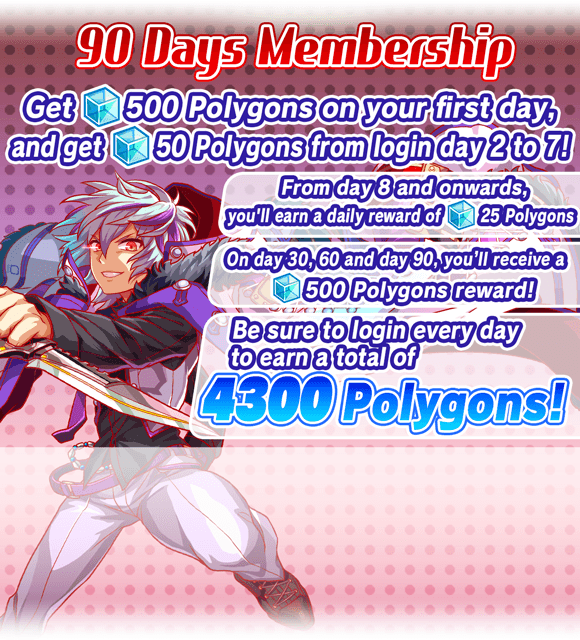 90 Days Membership
Get 500 Polygons on your first day,
and get 50 Polygons from login day 2 to 7!
From day 8 and onwards,
you'll earn a daily reward of 25 Polygons
On day 30, 60 and day 90, you'll receive a
500 Polygons reward!
Be sure to login every day
to earn a total of
4300 Polygons!